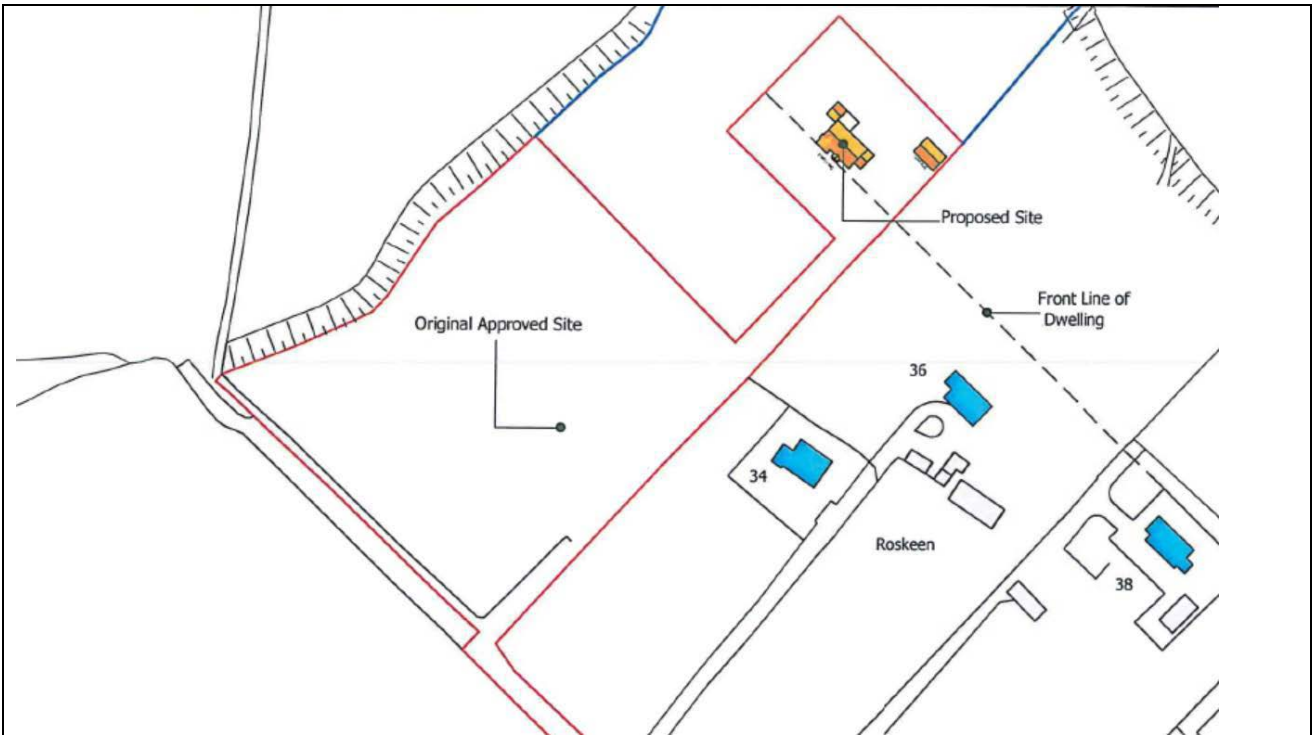 Proposed Site
Front Line of
Dwelling
Original Approved Site
36
34
Roskeen
38